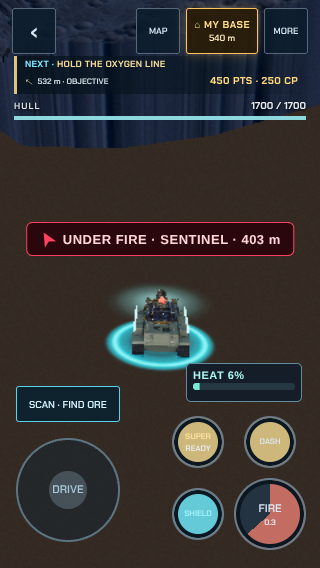 ‹
MAP
⌂ MY BASE
540 m
MORE
NEXT · HOLD THE OXYGEN LINE
↖ 532 m · OBJECTIVE
450 PTS · 250 CP
HULL
1700 / 1700
UNDER FIRE · SENTINEL · 403 m
HEAT 6%
SCAN · FIND ORE
SUPER
READY
DASH
DRIVE
SHIELD
FIRE
0.3